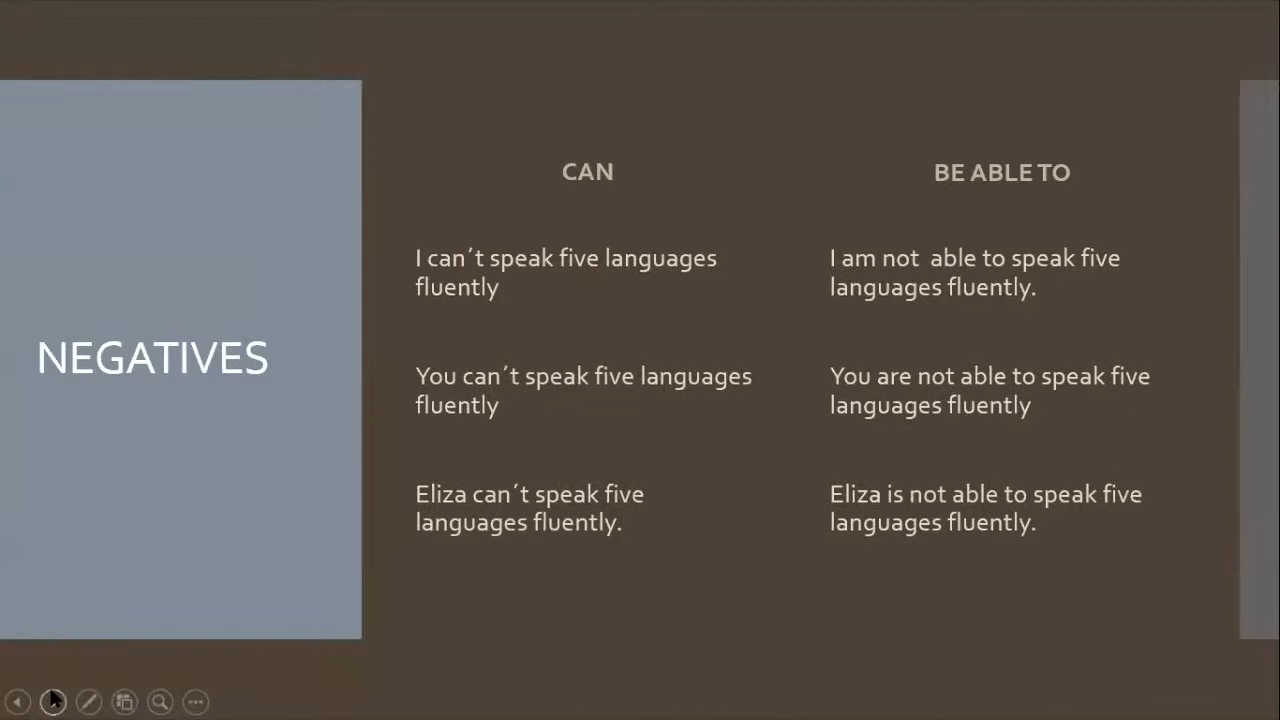 NEGATIVES
CAN
I can´t speak five languages
fluently
You can´t speak five languages
fluently
Eliza can´t speak five
languages fluently.
BE ABLE TO
I am not  able to speak five
languages fluently.
You are not able to speak five
languages fluently
Eliza is not able to speak five
languages fluently.